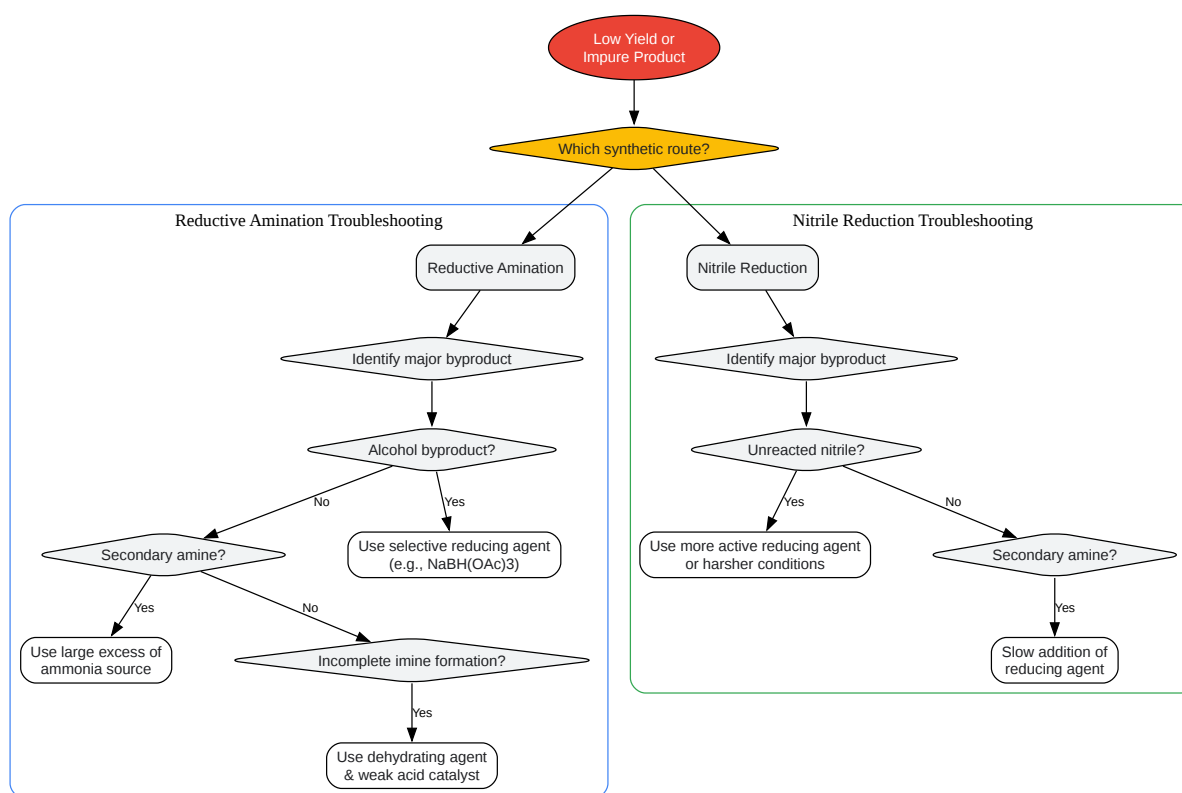 Low Yield or
Impure Product
Which synthetic route?
Reductive Amination Troubleshooting
Nitrile Reduction Troubleshooting
Reductive Amination
Nitrile Reduction
Identify major byproduct
Identify major byproduct
Alcohol byproduct?
Unreacted nitrile?
No
Yes
Yes
No
Secondary amine?
Use selective reducing agent
(e.g., NaBH(OAc)3)
Use more active reducing agent
or harsher conditions
Secondary amine?
Yes
No
Yes
Use large excess of
ammonia source
Incomplete imine formation?
Slow addition of
reducing agent
Yes
Use dehydrating agent
& weak acid catalyst